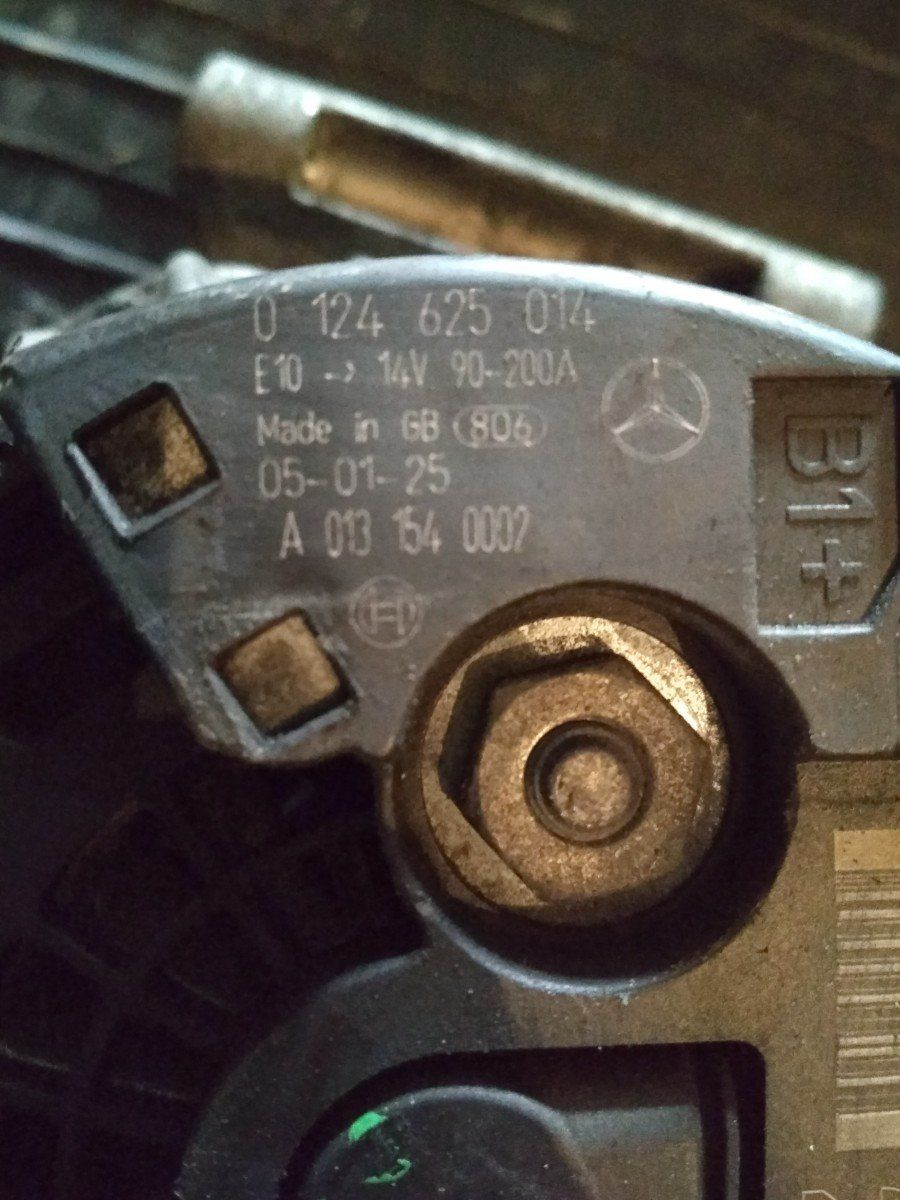 0 124 625 014
E10 -> 14V 90-200A
Made in GB 806
05-01-25
A 013 154 0002
B1+